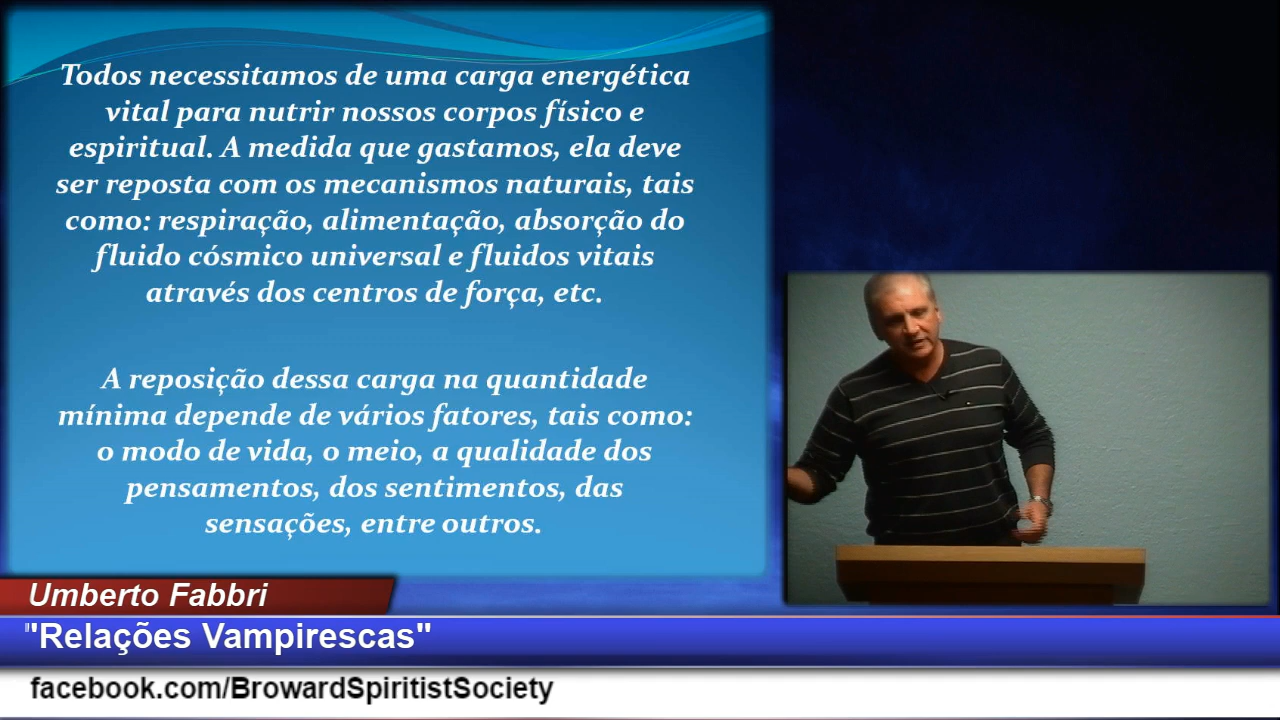 Todos necessitamos de uma carga energética
vital para nutrir nossos corpos físico e
espiritual. A medida que gastamos, ela deve
ser reposta com os mecanismos naturais, tais
como: respiração, alimentação, absorção do
fluido cósmico universal e fluidos vitais
através dos centros de força, etc.
A reposição dessa carga na quantidade
mínima depende de vários fatores, tais como:
o modo de vida, o meio, a qualidade dos
pensamentos, dos sentimentos, das
sensações, entre outros.
Umberto Fabbri
"Relações Vampirescas"
facebook.com/BrowardSpiritistSociety